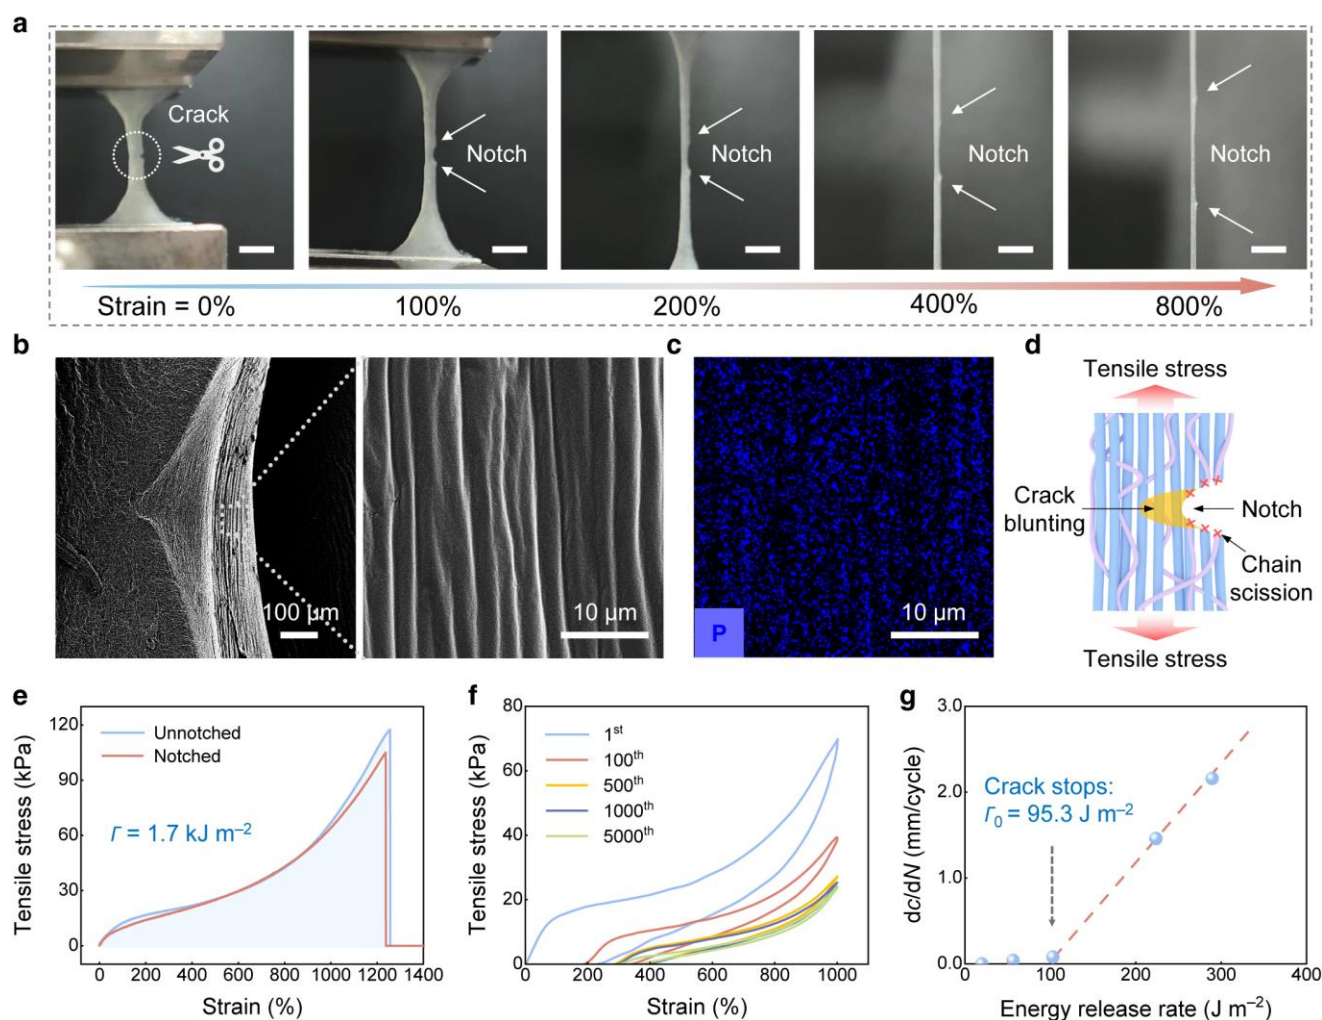 a
Crack
Notch
Notch
Notch
Notch
Strain = 0%
100%
200%
400%
800%
b
100 µm
10 µm
c
P
10 µm
d
Tensile stress
Crack
blunting
Notch
Chain
scission
Tensile stress
e
Tensile stress (kPa)
120
90
60
30
0
Unnotched
Notched
Γ = 1.7 kJ m⁻²
0 200 400 600 800 1000 1200 1400
Strain (%)
f
Tensile stress (kPa)
80
60
40
20
0
1ˢᵗ
100ᵗʰ
500ᵗʰ
1000ᵗʰ
5000ᵗʰ
0 200 400 600 800 1000
Strain (%)
g
dc/dN (mm/cycle)
3.0
2.0
1.0
0.0
Crack stops:
Γ₀ = 95.3 J m⁻²
0 100 200 300 400
Energy release rate (J m⁻²)